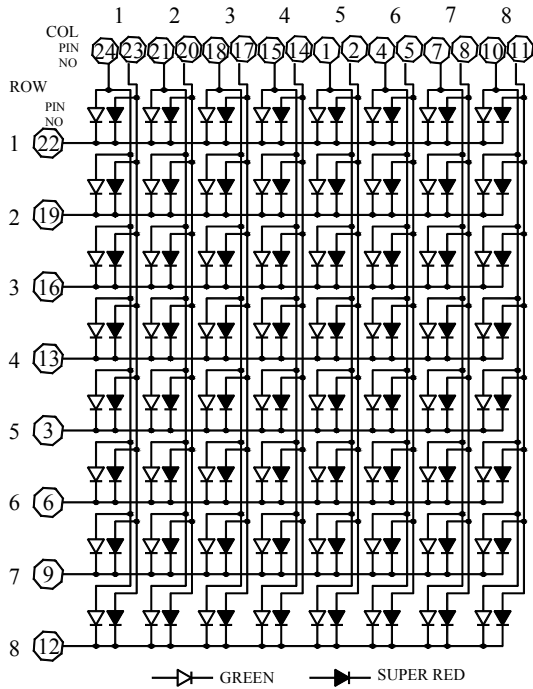 1 2 3 4 5 6 7 8
COL
PIN
NO
24 23 21 20 18 17 15 14 1 2 4 5 7 8 10 11
ROW
PIN
NO
1 22
2 19
3 16
4 13
5 3
6 6
7 9
8 12
GREEN SUPER RED